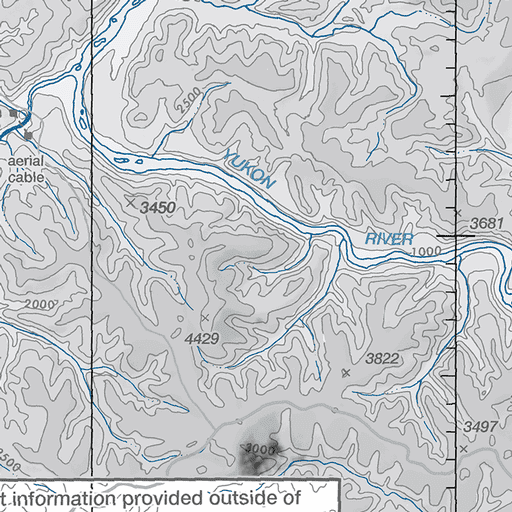 2500
YUKON
aerial
cable
3450
3681
RIVER
1000
2000
4429
3822
3497
3000
2500
t information provided outside of